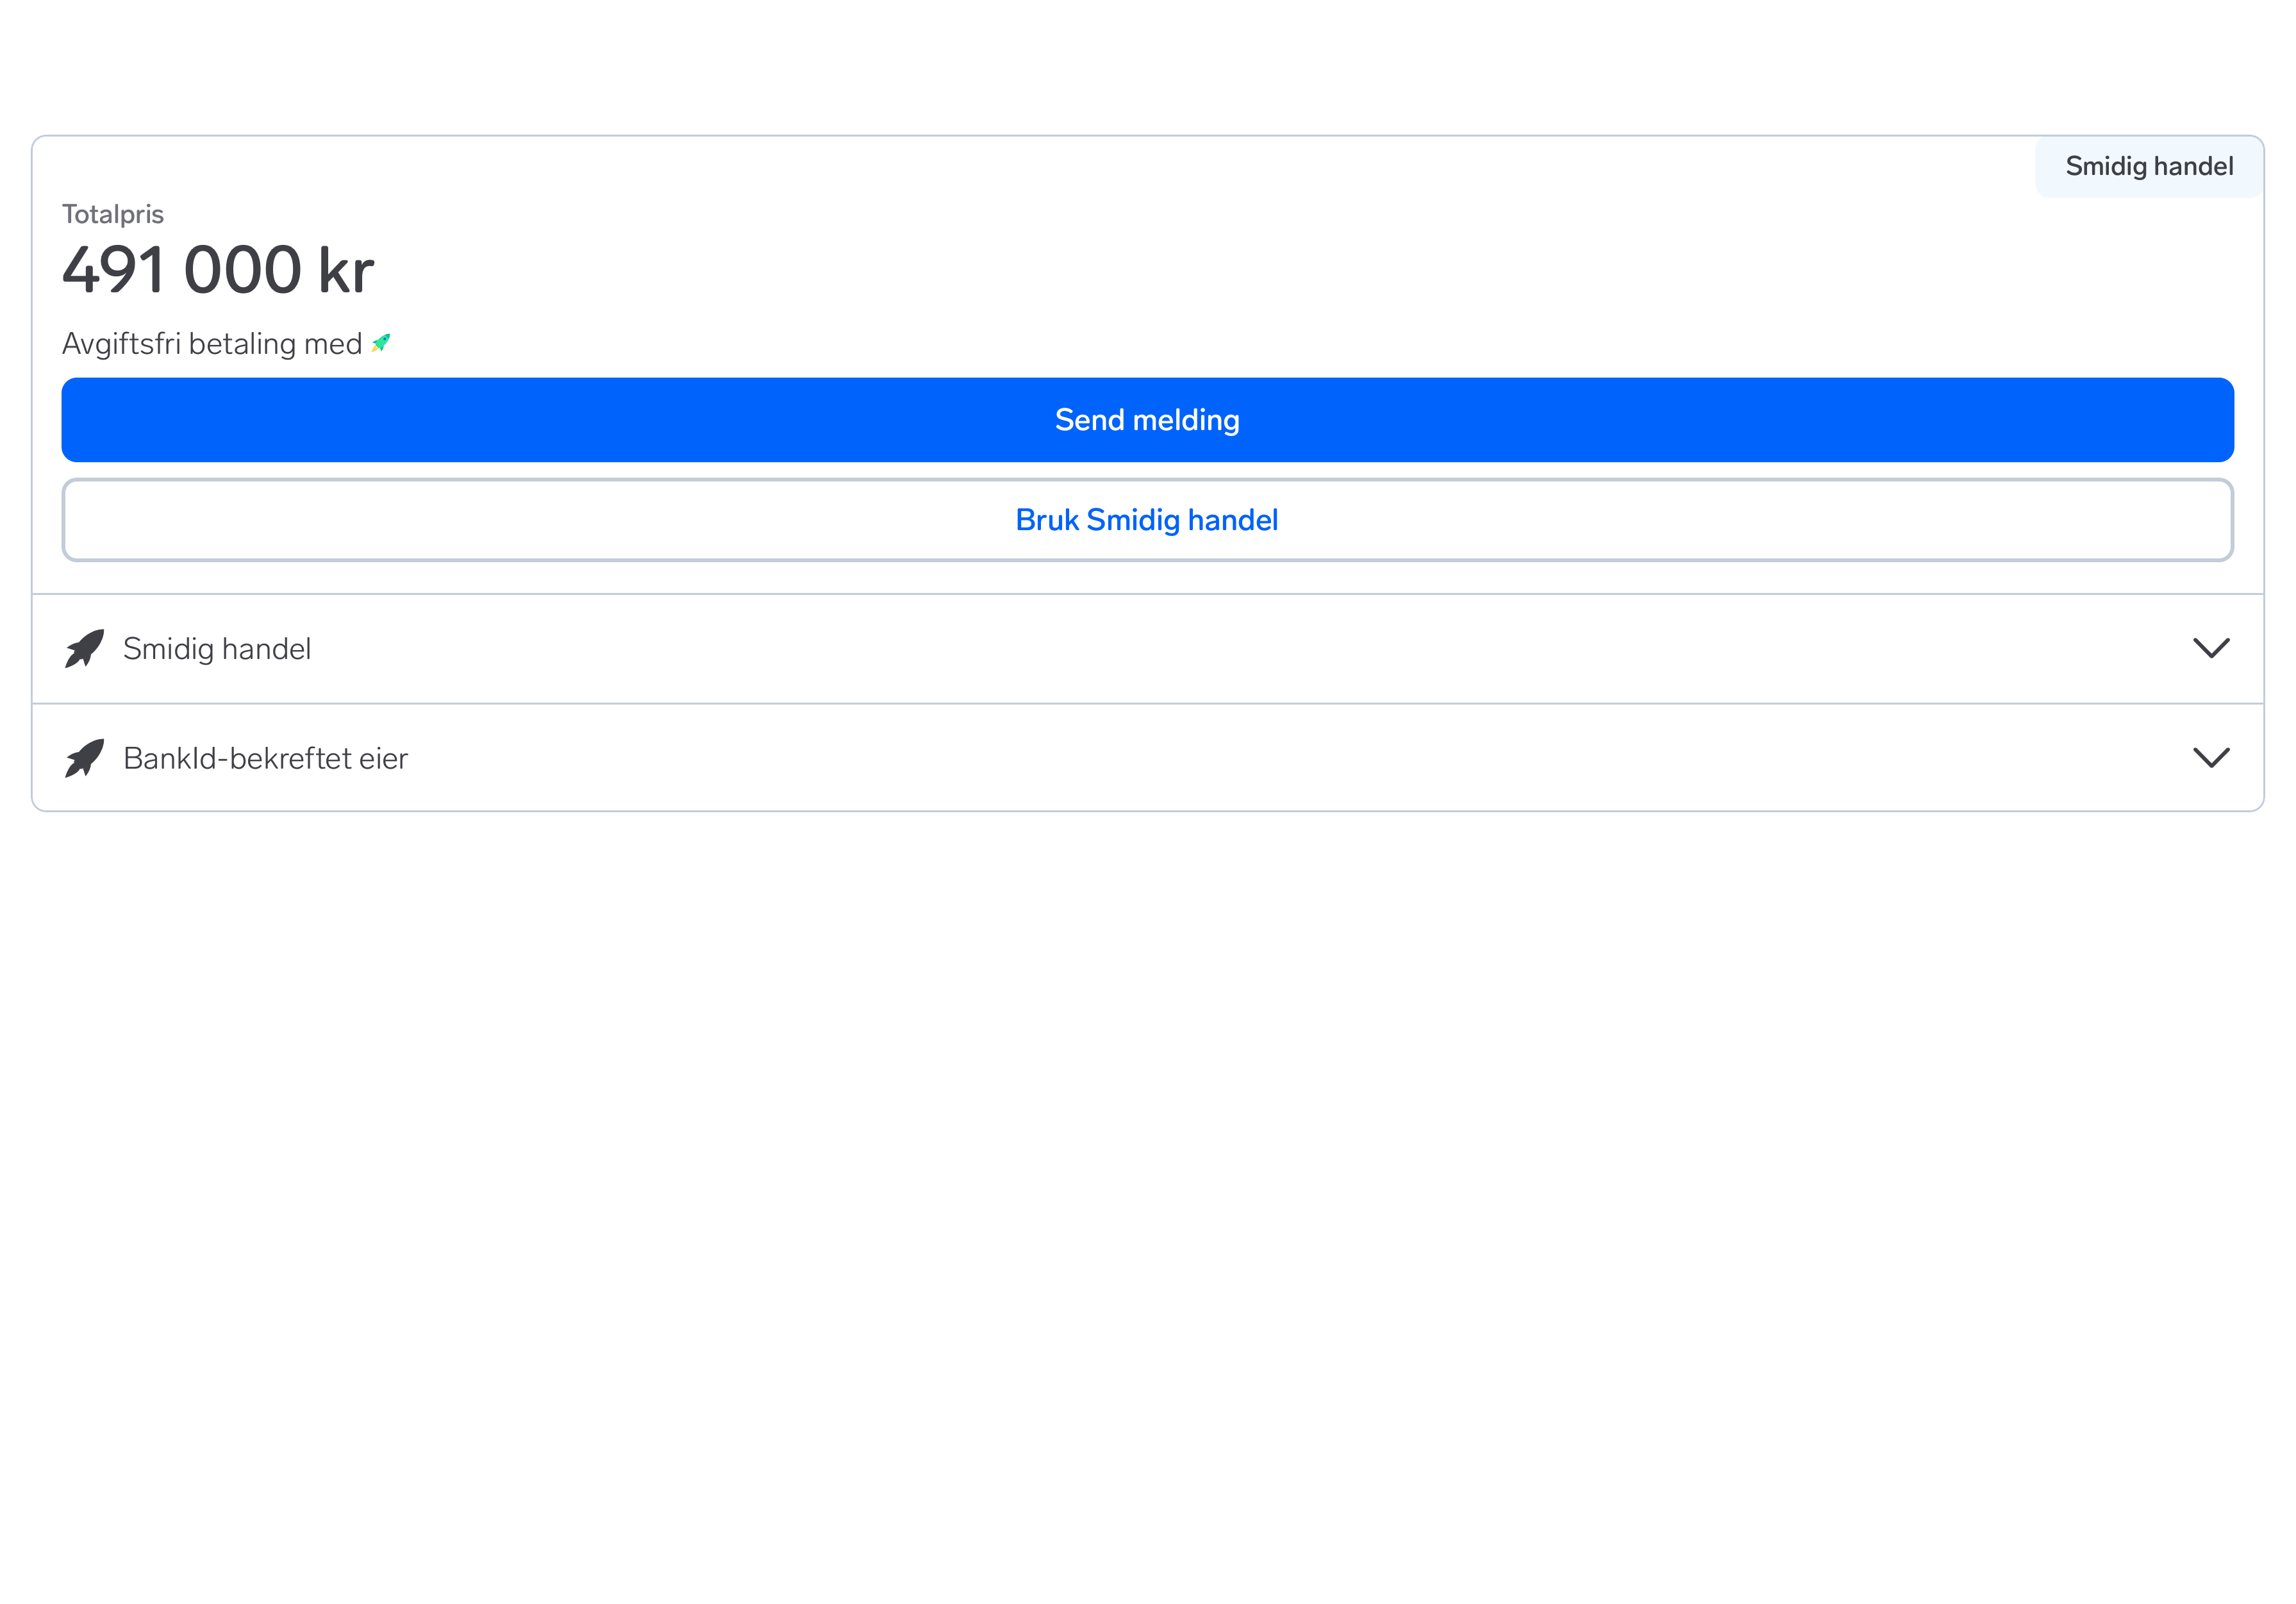 Smidig handel
Totalpris
491 000 kr
Avgiftsfri betaling med
Send melding
Bruk Smidig handel
Smidig handel
BankId-bekreftet eier